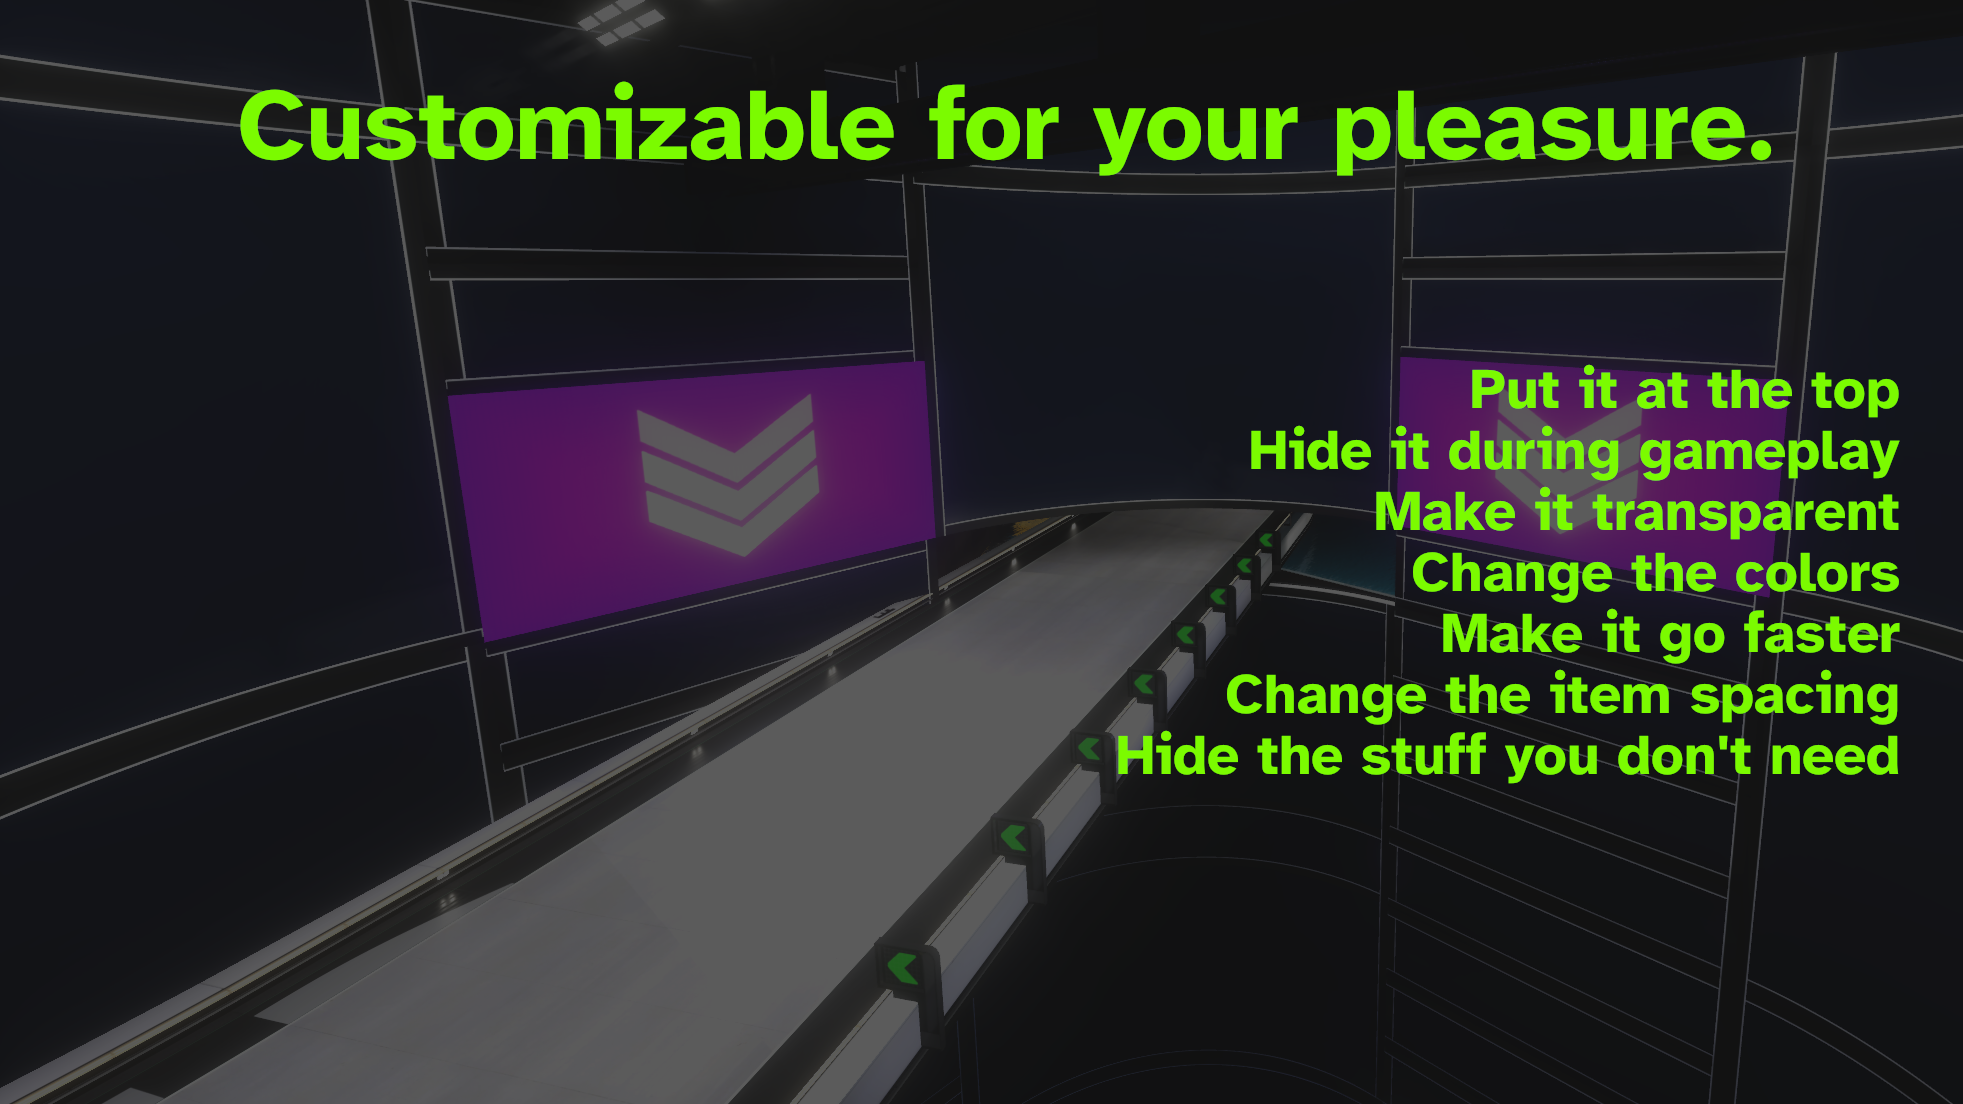 Customizable for your pleasure.
Put it at the top
Hide it during gameplay
Make it transparent
Change the colors
Make it go faster
Change the item spacing
Hide the stuff you don't need